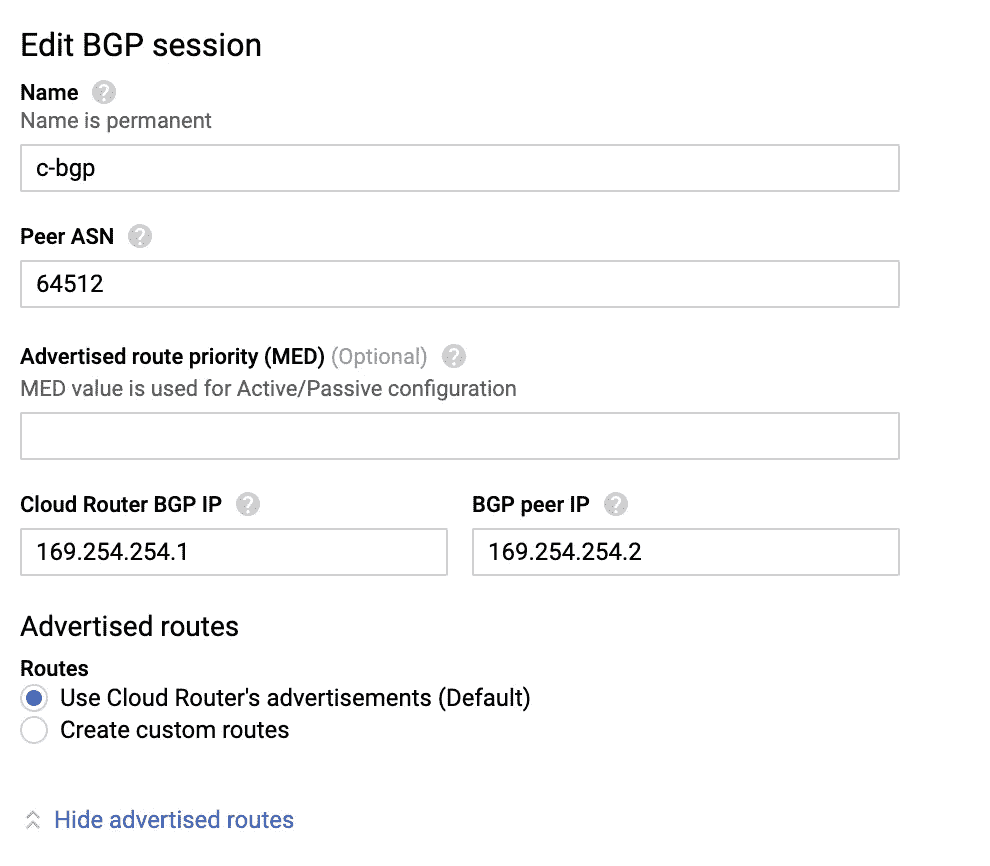 Edit BGP session
Name ?
Name is permanent
c-bgp
Peer ASN ?
64512
Advertised route priority (MED) (Optional) ?
MED value is used for Active/Passive configuration
Cloud Router BGP IP ? BGP peer IP ?
169.254.254.1 169.254.254.2
Advertised routes
Routes
Use Cloud Router's advertisements (Default)
Create custom routes
Hide advertised routes